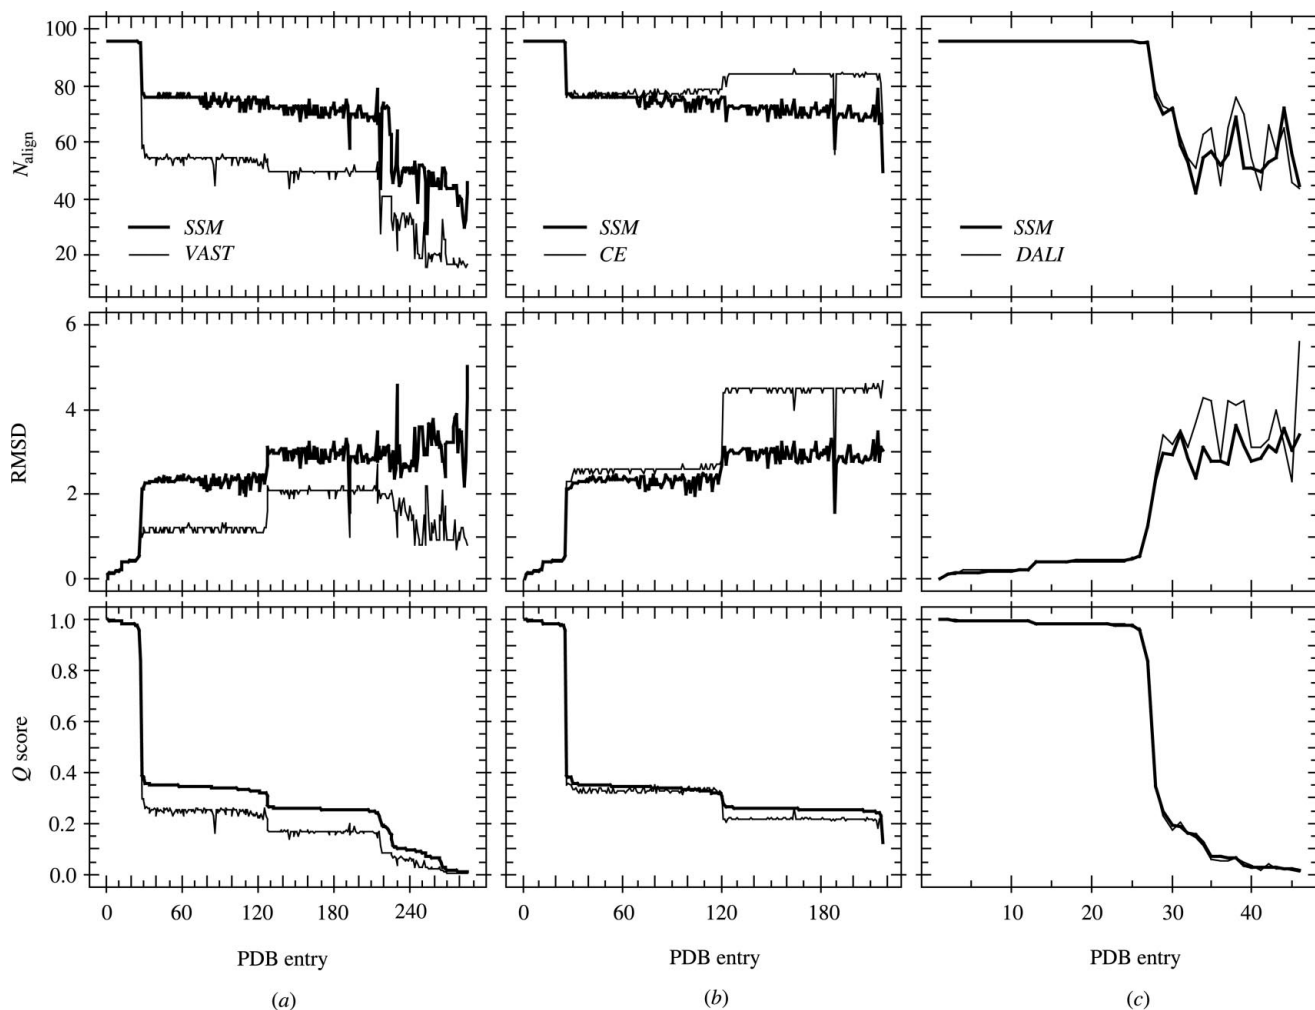 100
80
60
40
20
N_align
SSM
VAST
SSM
CE
SSM
DALI
6
4
2
0
RMSD
1.0
0.8
0.6
0.4
0.2
0.0
Q score
0 60 120 180 240
0 60 120 180
10 20 30 40
PDB entry PDB entry PDB entry
(a) (b) (c)